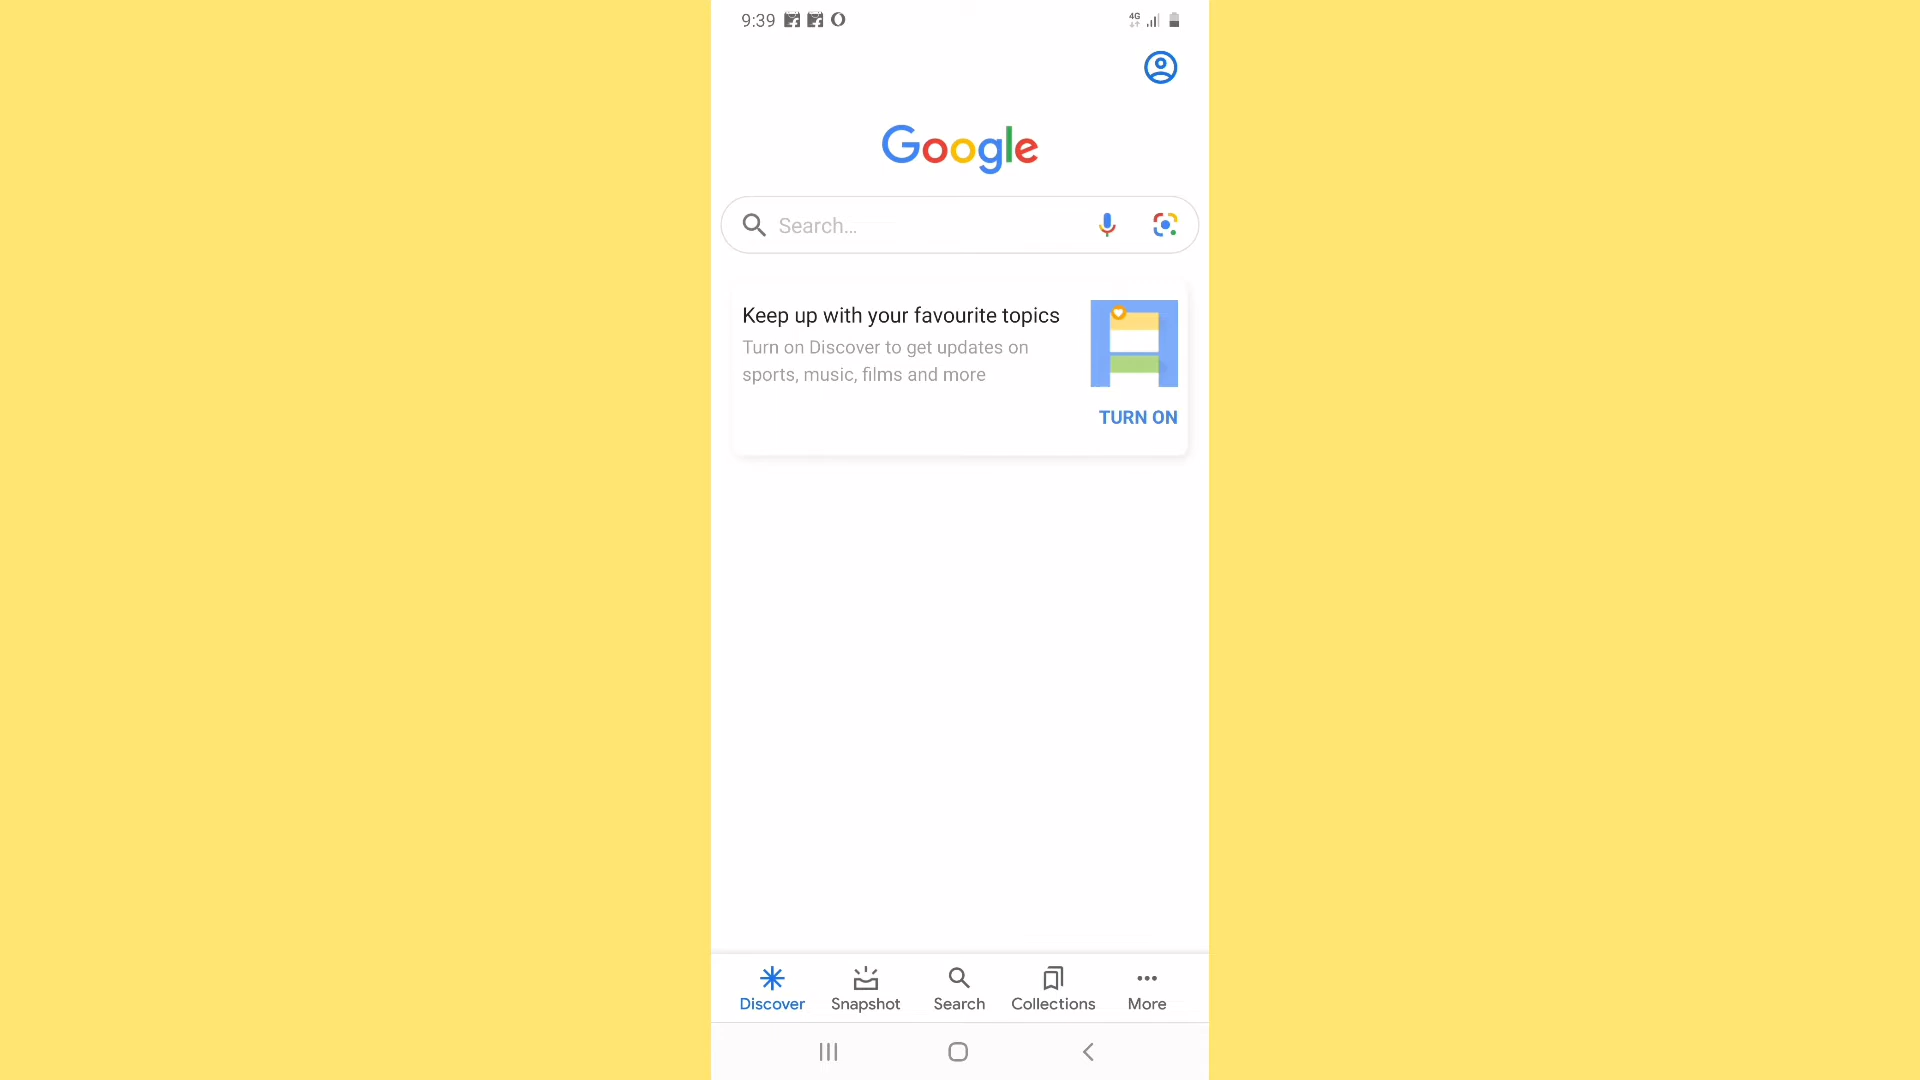 9:39
4G
Google
Search...
Keep up with your favourite topics
Turn on Discover to get updates on
sports, music, films and more
TURN ON
Discover Snapshot Search Collections More